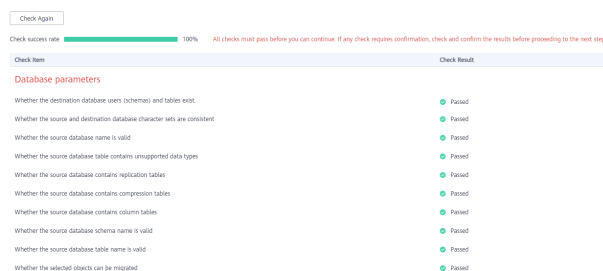 Check Again
Check success rate 100% All checks must pass before you can continue. If any check requires confirmation, check and confirm the results before proceeding to the next step
Check Item Check Result
Database parameters
Whether the destination database users (schemas) and tables exist. Passed
Whether the source and destination database character sets are consistent Passed
Whether the source database name is valid Passed
Whether the source database table contains unsupported data types Passed
Whether the source database contains replication tables Passed
Whether the source database contains compression tables Passed
Whether the source database contains column tables Passed
Whether the source database schema name is valid Passed
Whether the source database table name is valid Passed
Whether the selected objects can be migrated Passed